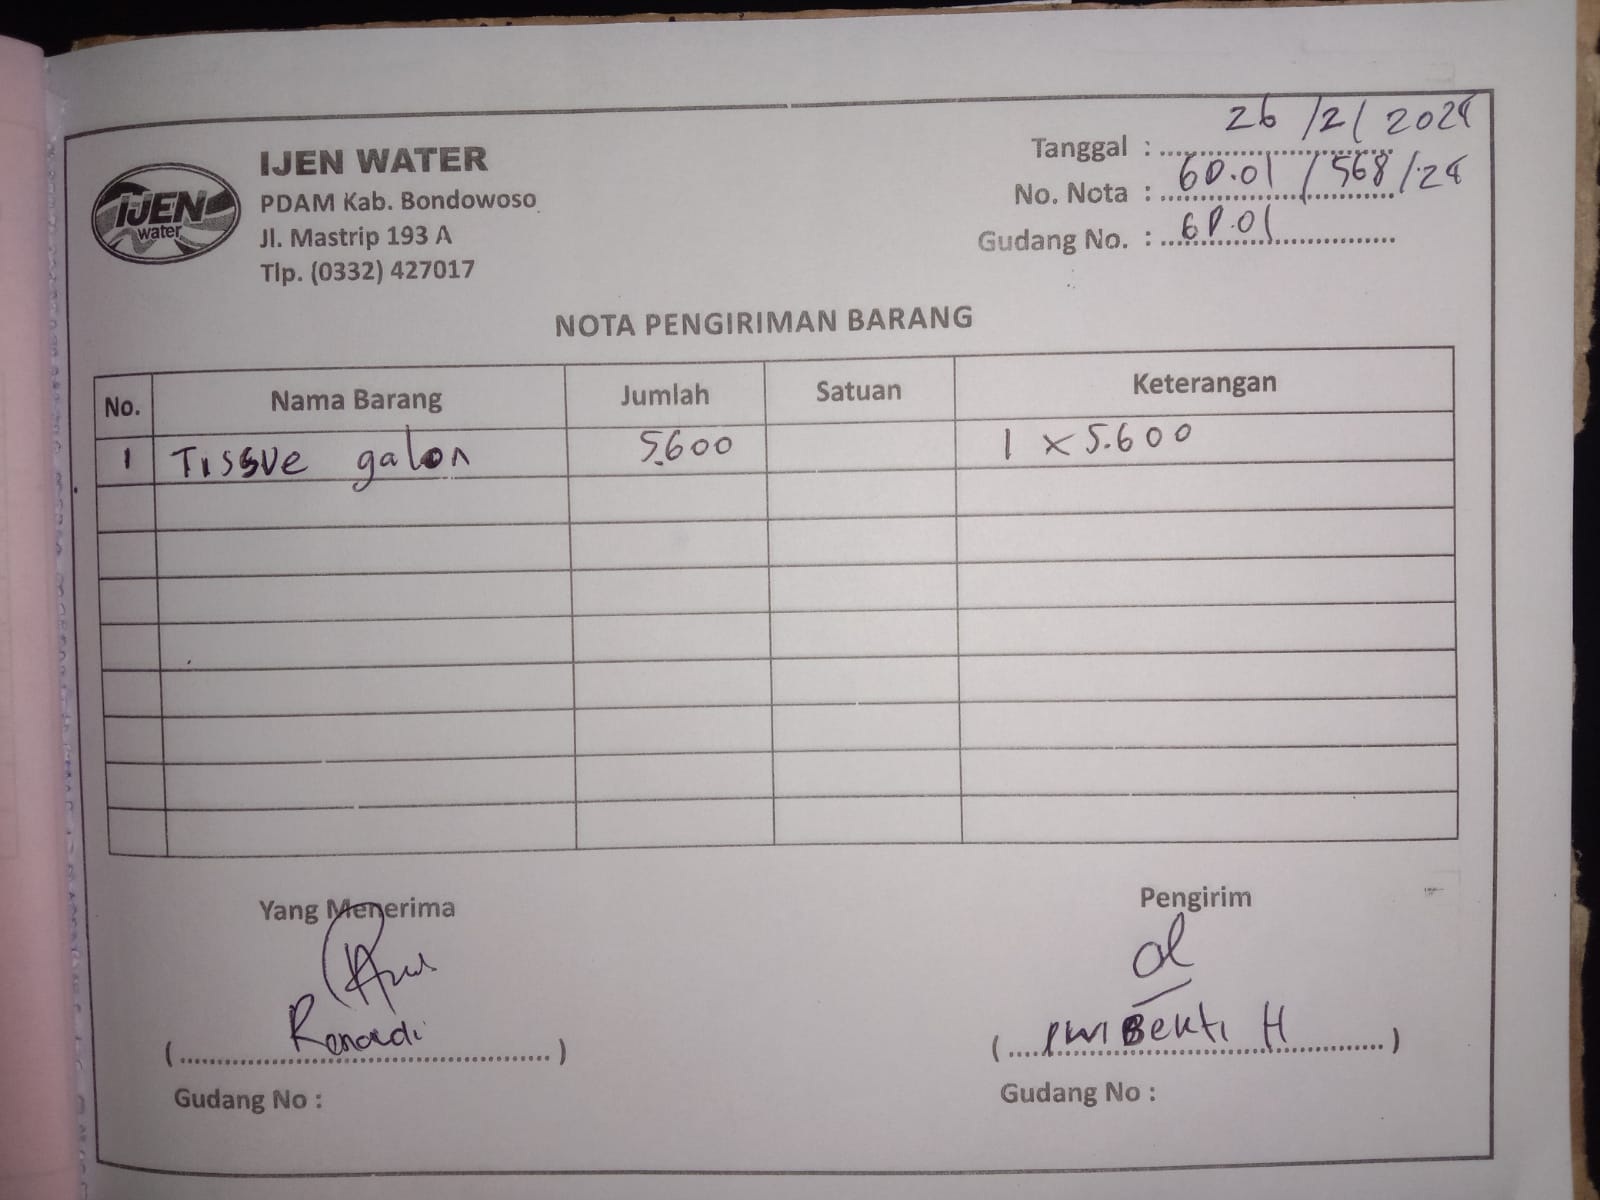 IJEN WATER
PDAM Kab. Bondowoso
Jl. Mastrip 193 A
Tlp. (0332) 427017
IJEN
water
Tanggal : 26 /2/ 2024
No. Nota : 60.01 / 568 / 24
Gudang No. : 60.01
NOTA PENGIRIMAN BARANG
No. Nama Barang Jumlah Satuan Keterangan
1 Tissue galon 5.600 1 x 5.600
Yang Menerima Pengirim
(Renardi) (Dwi Bekti H)
Gudang No : Gudang No :